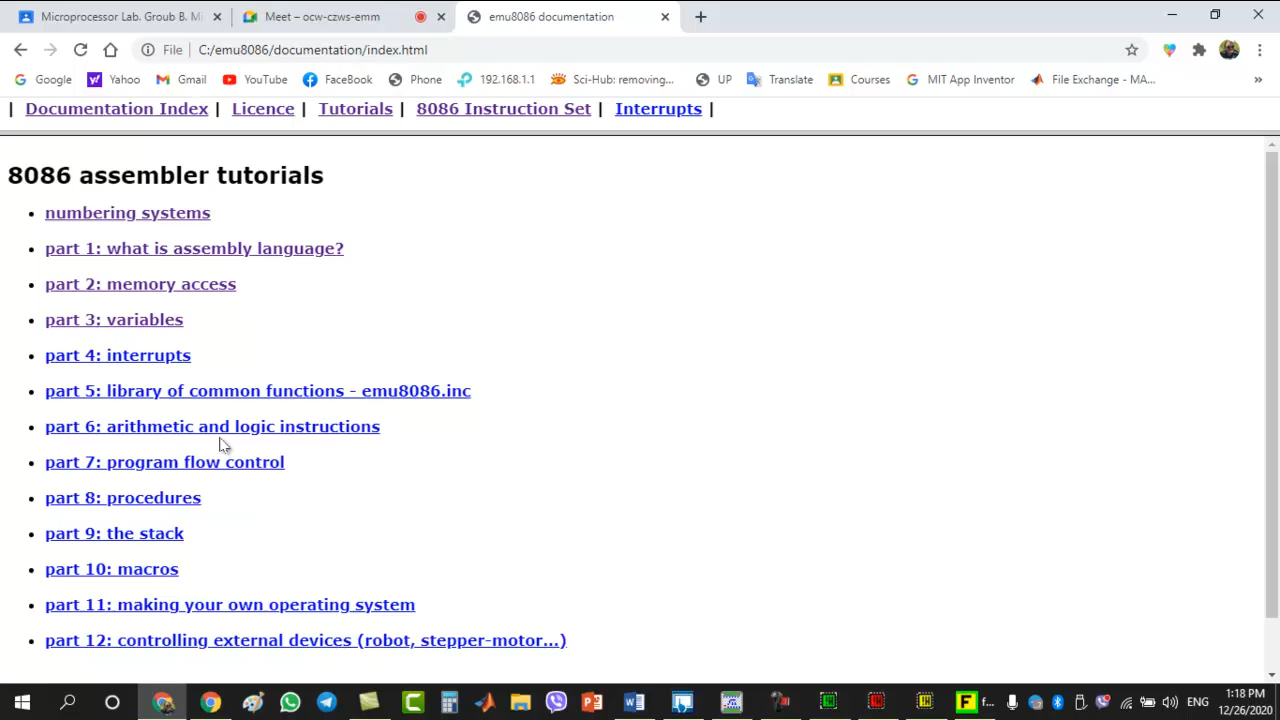 Microprocessor Lab. Groub B. Mi
Meet – ocw-czws-emm
emu8086 documentation
File C:/emu8086/documentation/index.html
Google Yahoo Gmail YouTube FaceBook Phone 192.168.1.1 Sci-Hub: removing... UP Translate Courses MIT App Inventor File Exchange - MA... »
| Documentation Index | Licence | Tutorials | 8086 Instruction Set | Interrupts |
8086 assembler tutorials
• numbering systems
• part 1: what is assembly language?
• part 2: memory access
• part 3: variables
• part 4: interrupts
• part 5: library of common functions - emu8086.inc
• part 6: arithmetic and logic instructions
• part 7: program flow control
• part 8: procedures
• part 9: the stack
• part 10: macros
• part 11: making your own operating system
• part 12: controlling external devices (robot, stepper-motor...)
f...
ENG
1:18 PM
12/26/2020